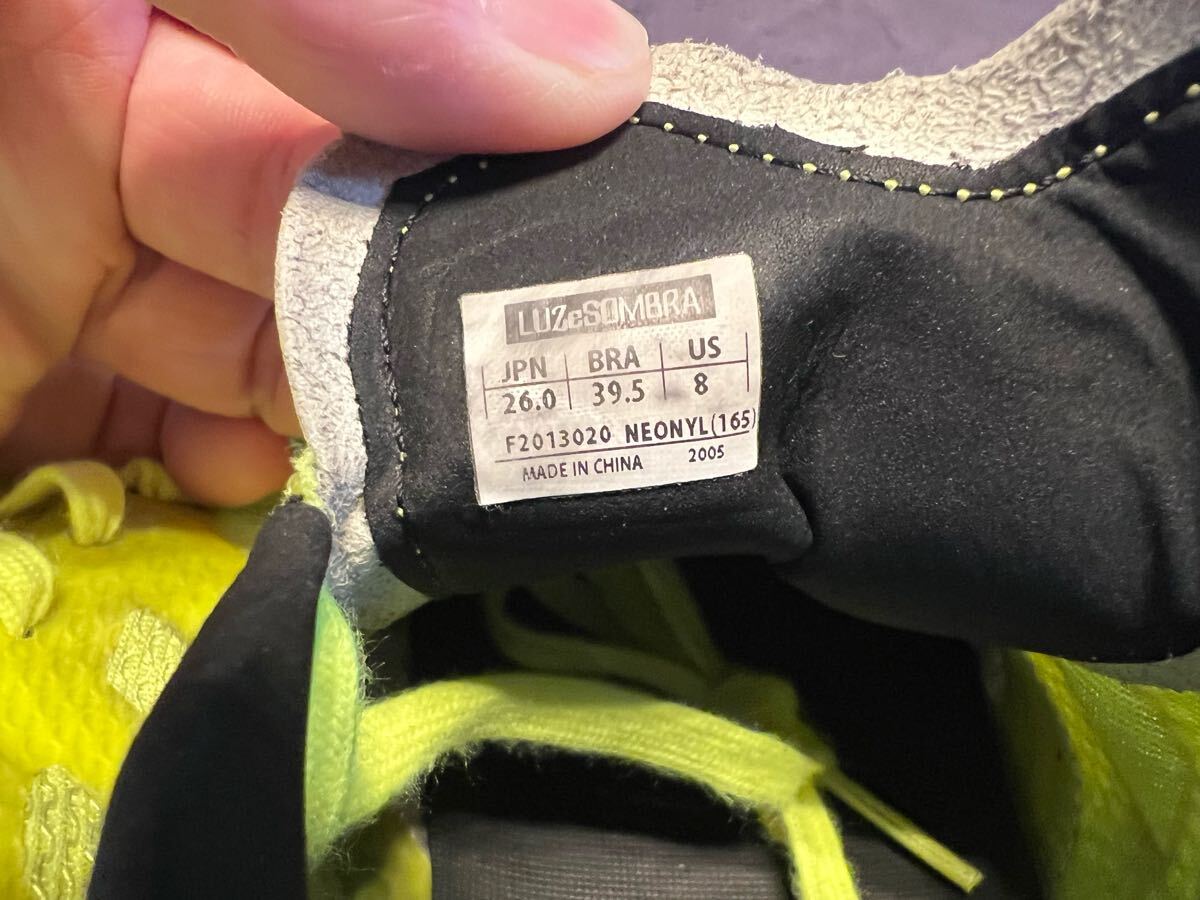 LUZeSOMBRA
JPN BRA US
26.0 39.5 8
F2013020 NEONYL(165)
MADE IN CHINA 2005